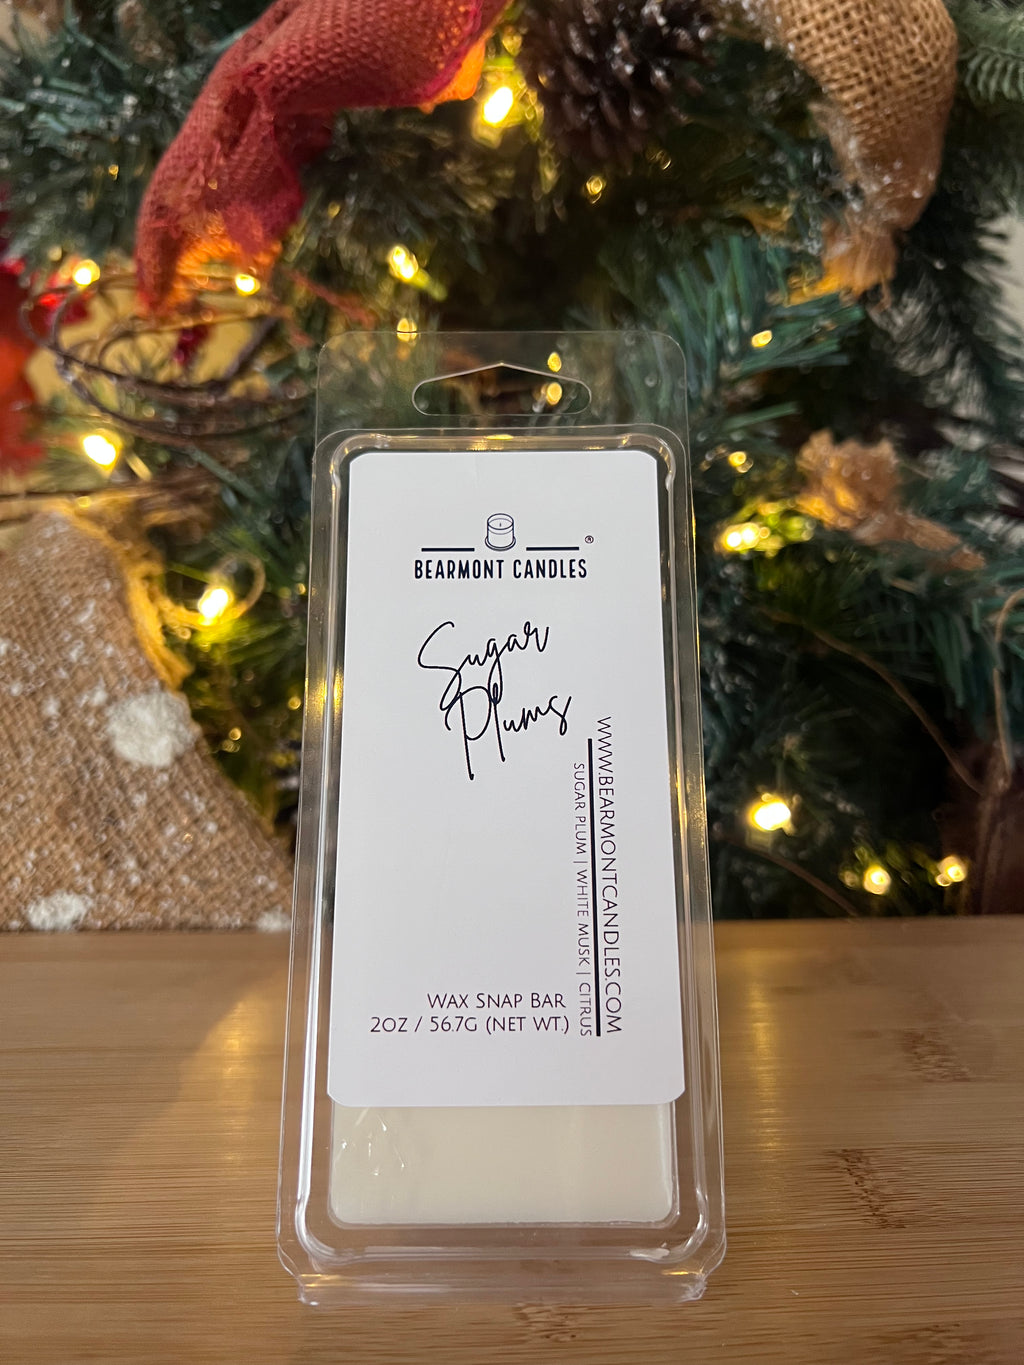 ®
BEARMONT CANDLES
Sugar
Plums
WWW.BEARMONTCANDLES.COM
SUGAR PLUM | WHITE MUSK | CITRUS
WAX SNAP BAR
2OZ / 56.7G (NET WT.)